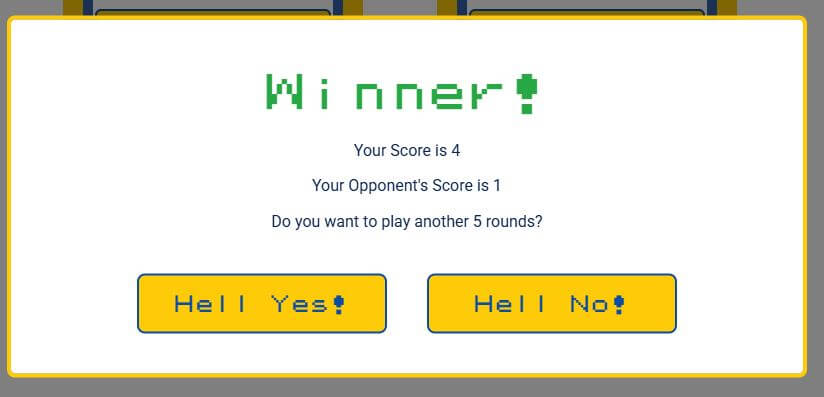 Winner!
Your Score is 4
Your Opponent's Score is 1
Do you want to play another 5 rounds?
Hell Yes!
Hell No!